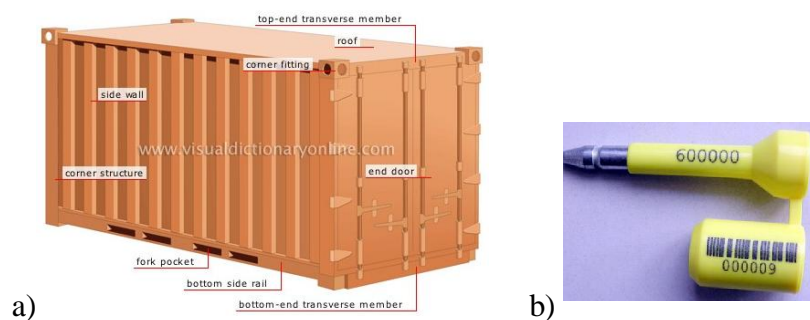 top-end transverse member
roof
corner fitting
side wall
www.visualdictionaryonline.com
corner structure
end door
fork pocket
bottom side rail
bottom-end transverse member
a)
b)
600000
000009